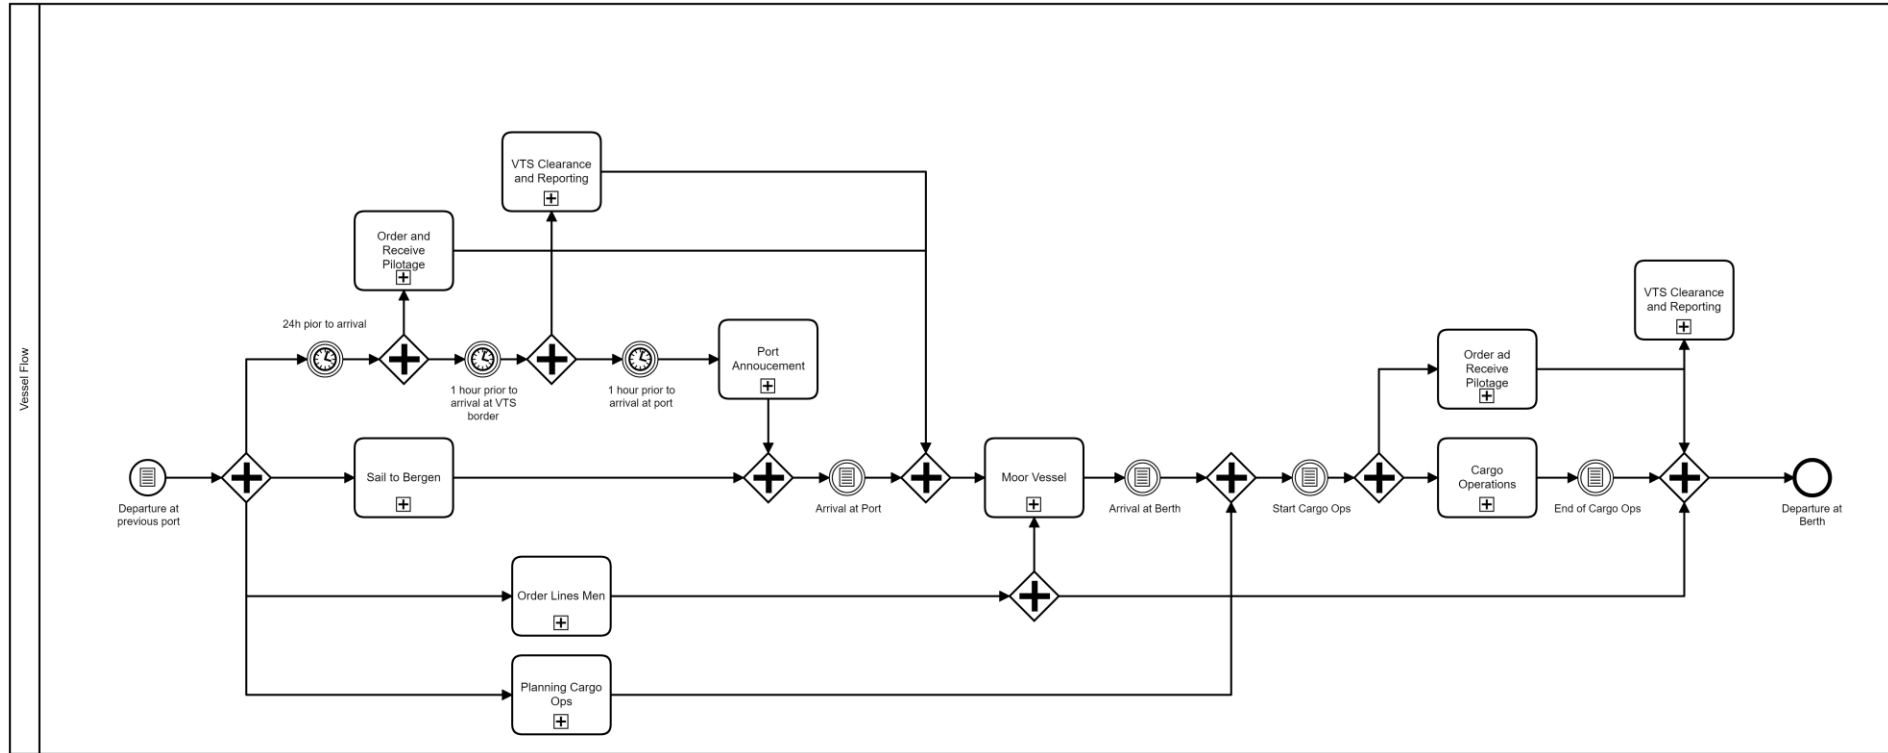 Vessel Flow
VTS Clearance
and Reporting
Order and
Receive
Pilotage
24h pior to arrival
1 hour prior to
arrival at VTS
border
1 hour prior to
arrival at port
Port
Annoucement
Departure at
previous port
Sail to Bergen
Arrival at Port
Moor Vessel
Arrival at Berth
Start Cargo Ops
Order ad
Receive
Pilotage
VTS Clearance
and Reporting
Cargo
Operations
End of Cargo Ops
Departure at
Berth
Order Lines Men
Planning Cargo
Ops